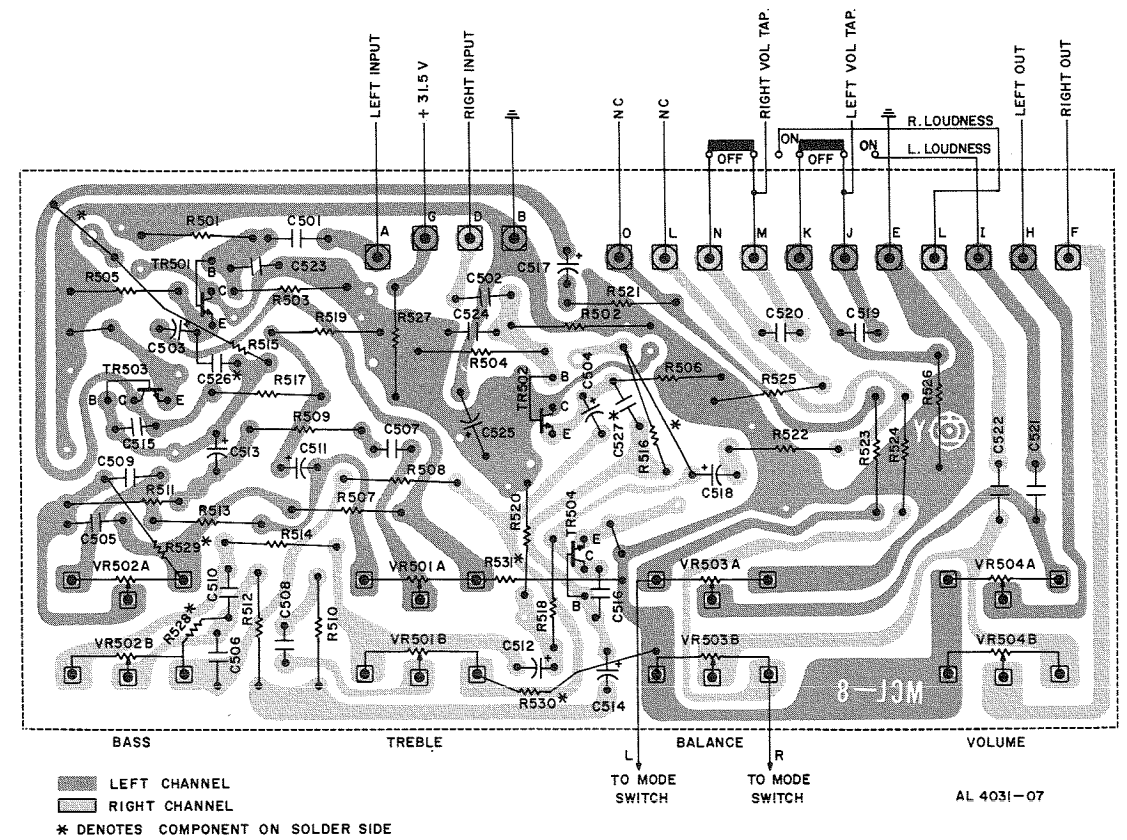 LEFT INPUT
+ 31.5 V
RIGHT INPUT
NC
NC
RIGHT VOL TAP.
LEFT VOL TAP.
LEFT OUT
RIGHT OUT
R. LOUDNESS
L. LOUDNESS
ON
ON
OFF
OFF
A
G
D
B
O
L
N
M
K
J
E
L
I
H
F
*
R501
C501
TR501
B
C
E
C523
R505
R503
C502
C517
R521
R527
C524
R502
C520
C519
C503
R515
R519
R504
C526*
TR503
B
C
E
R517
TR502
B
C
E
C504
R506
R525
R526
C515
R509
C525
C527
*
R516
*
R522
R523
R524
C522
C521
C513
C511
C507
C509
R508
C518
R511
R507
R520
TR504
E
C
B
C505
R513
R529
*
R514
R531
*
VR502A
VR501A
VR503A
VR504A
C510
R512
C508
R510
R518
C516
R528*
C506
VR502B
VR501B
C512
VR503B
VR504B
R530*
C514
MCL-8
BASS
TREBLE
BALANCE
VOLUME
L
R
TO MODE
SWITCH
TO MODE
SWITCH
LEFT CHANNEL
RIGHT CHANNEL
* DENOTES COMPONENT ON SOLDER SIDE
AL 4031-07